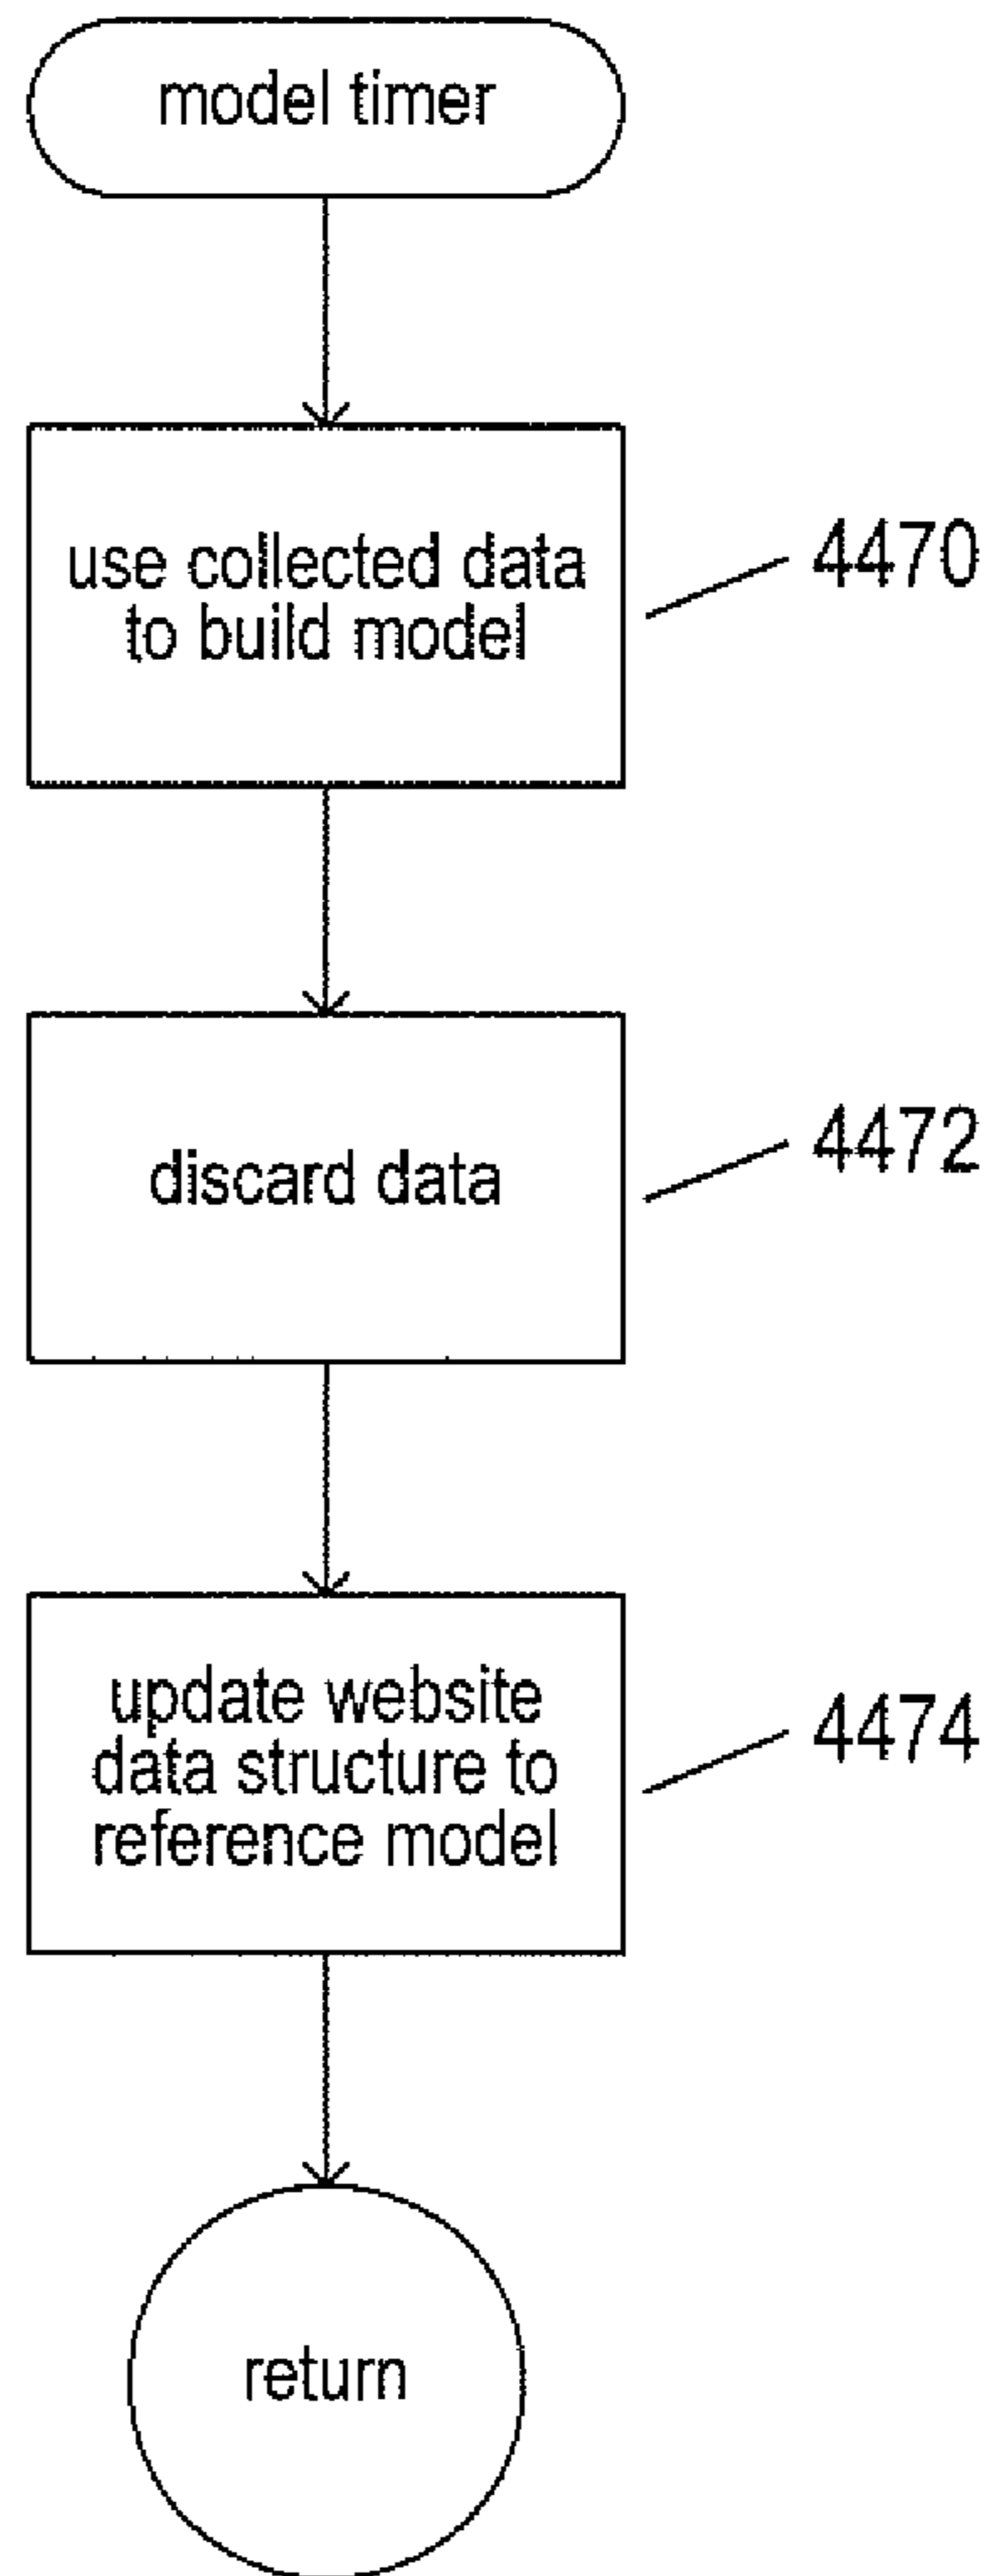 model timer
use collected data
to build model
4470
discard data
4472
update website
data structure to
reference model
4474
return